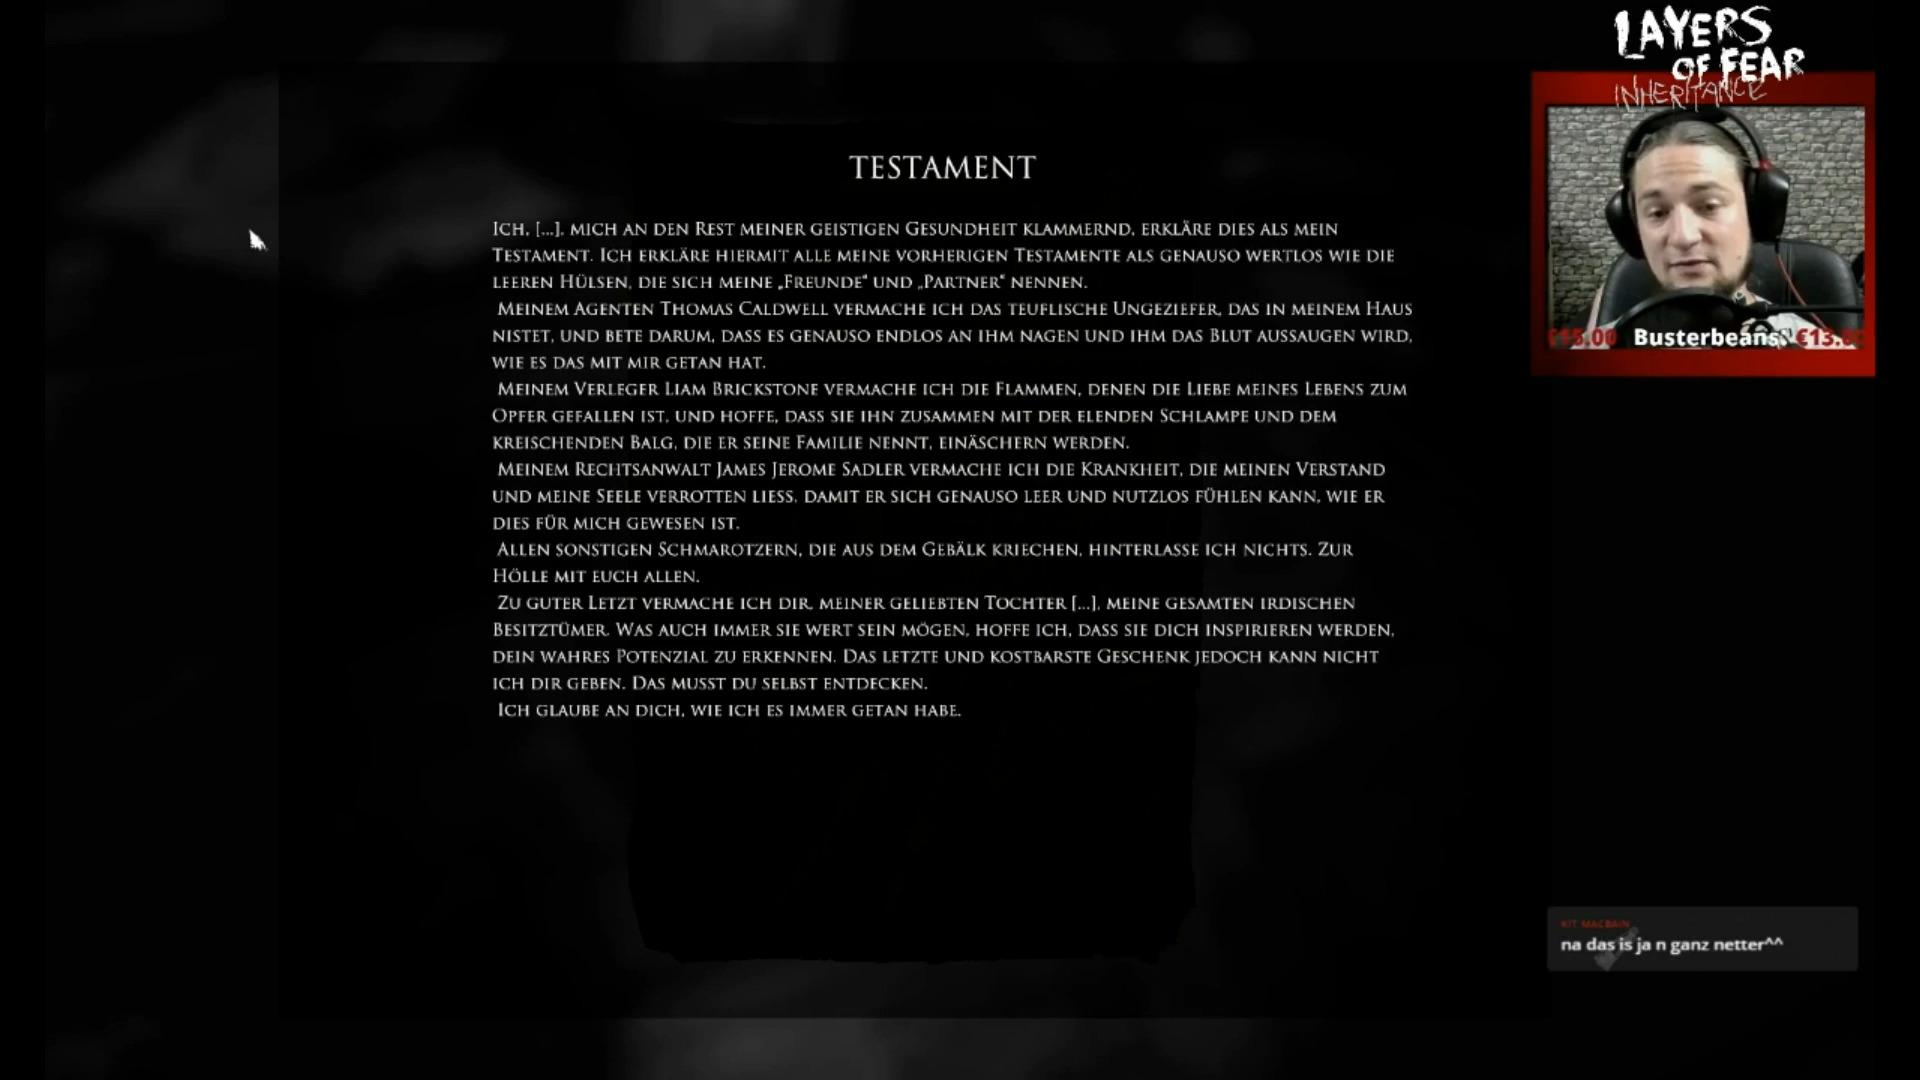 LAYERS
OF FEAR
INHERITANCE
TESTAMENT
Ich, [...], mich an den Rest meiner geistigen Gesundheit klammernd, erkläre dies als mein
Testament. Ich erkläre hiermit alle meine vorherigen Testamente als genauso wertlos wie die
leeren Hülsen, die sich meine „Freunde“ und „Partner“ nennen.
Meinem Agenten Thomas Caldwell vermache ich das teuflische Ungeziefer, das in meinem Haus
nistet, und bete darum, dass es genauso endlos an ihm nagen und ihm das Blut aussaugen wird,
wie es das mit mir getan hat.
Meinem Verleger Liam Brickstone vermache ich die Flammen, denen die Liebe meines Lebens zum
Opfer gefallen ist, und hoffe, dass sie ihn zusammen mit der elenden Schlampe und dem
kreischenden Balg, die er seine Familie nennt, einäschern werden.
Meinem Rechtsanwalt James Jerome Sadler vermache ich die Krankheit, die meinen Verstand
und meine Seele verrotten liess, damit er sich genauso leer und nutzlos fühlen kann, wie er
dies für mich gewesen ist.
Allen sonstigen Schmarotzern, die aus dem Gebälk kriechen, hinterlasse ich nichts. Zur
Hölle mit euch allen.
Zu guter Letzt vermache ich dir, meiner geliebten Tochter [...], meine gesamten irdischen
Besitztümer. Was auch immer sie wert sein mögen, hoffe ich, dass sie dich inspirieren werden,
dein wahres Potenzial zu erkennen. Das letzte und kostbarste Geschenk jedoch kann nicht
ich dir geben. Das musst du selbst entdecken.
Ich glaube an dich, wie ich es immer getan habe.
€15.00 Busterbeans €13.
KIT MACBAIN
na das is ja n ganz netter^^